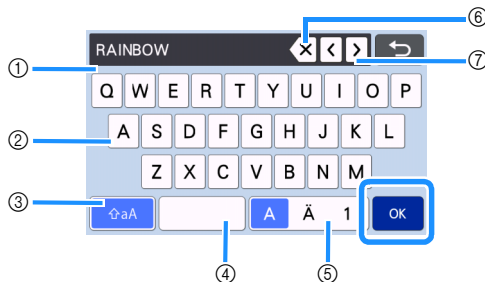 ⑥
RAINBOW
①
⑦
Q W E R T Y U I O P
② A S D F G H J K L
Z X C V B N M
③
⇧aA A Ä 1 OK
④ ⑤